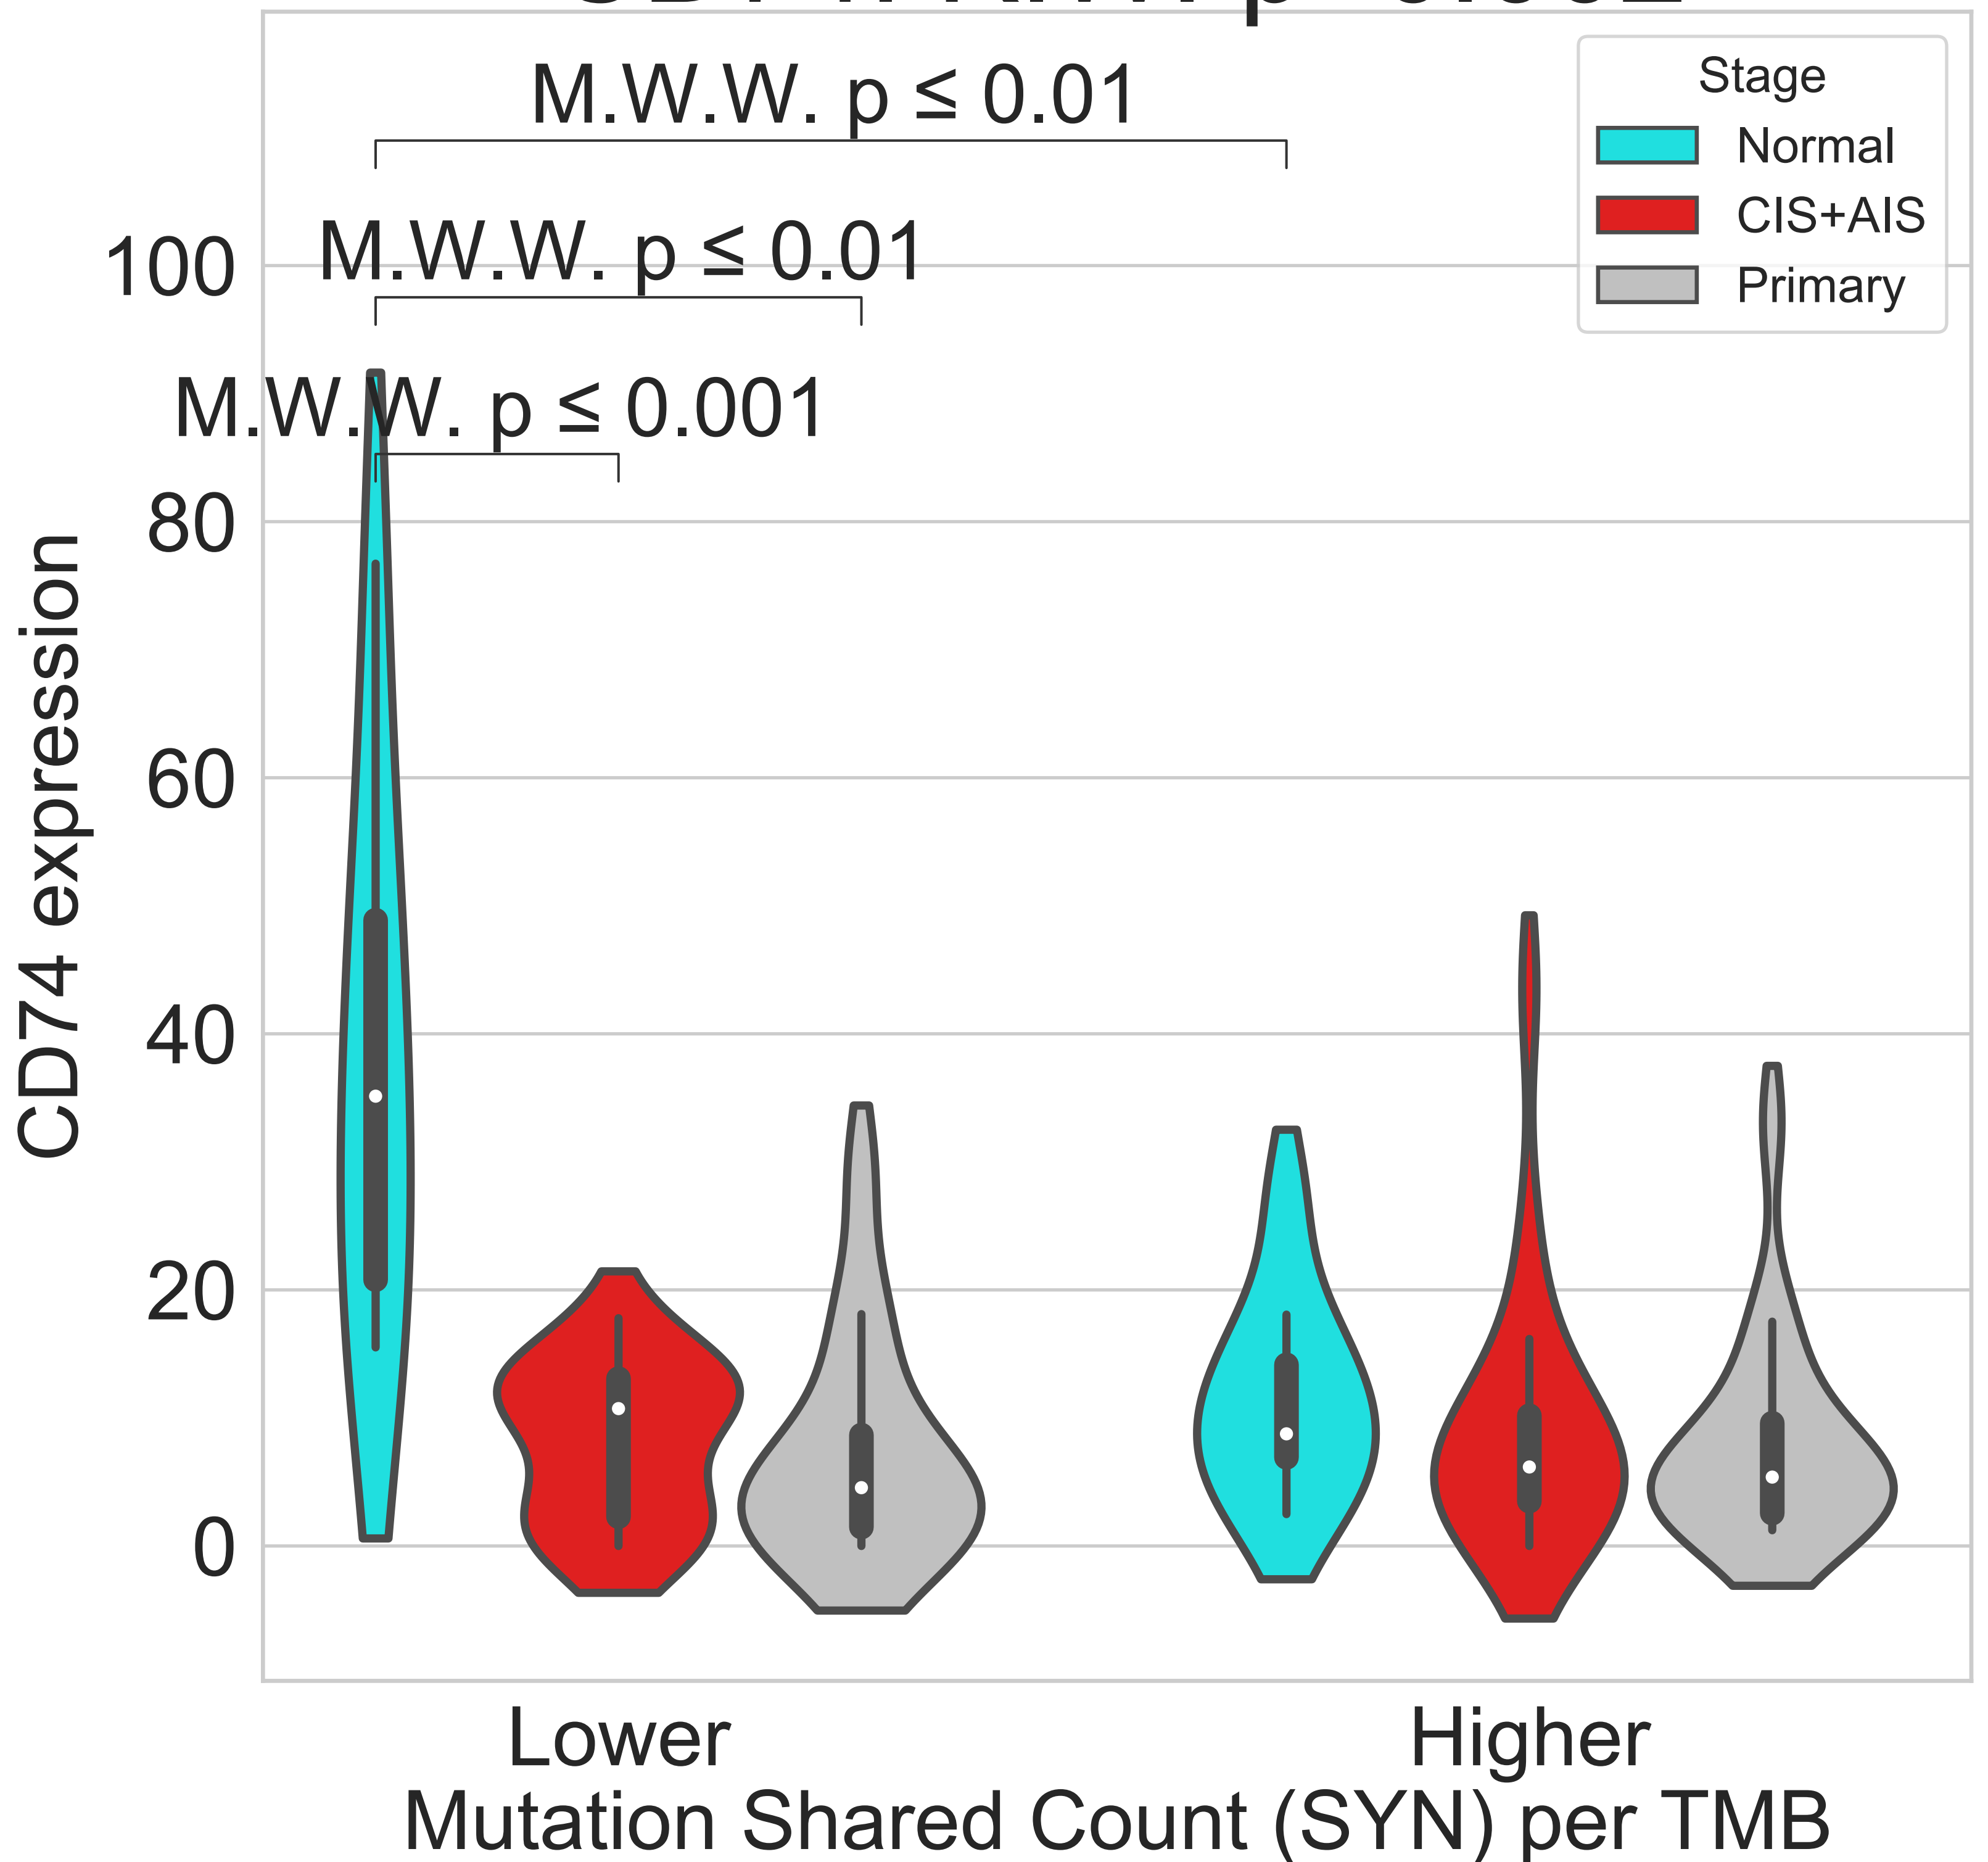 M.W.W. p ≤ 0.01
Stage
Normal
CIS+AIS
Primary
M.W.W. p ≤ 0.01
M.W.W. p ≤ 0.001
100
80
60
40
20
0
CD74 expression
Lower
Higher
Mutation Shared Count (SYN) per TMB